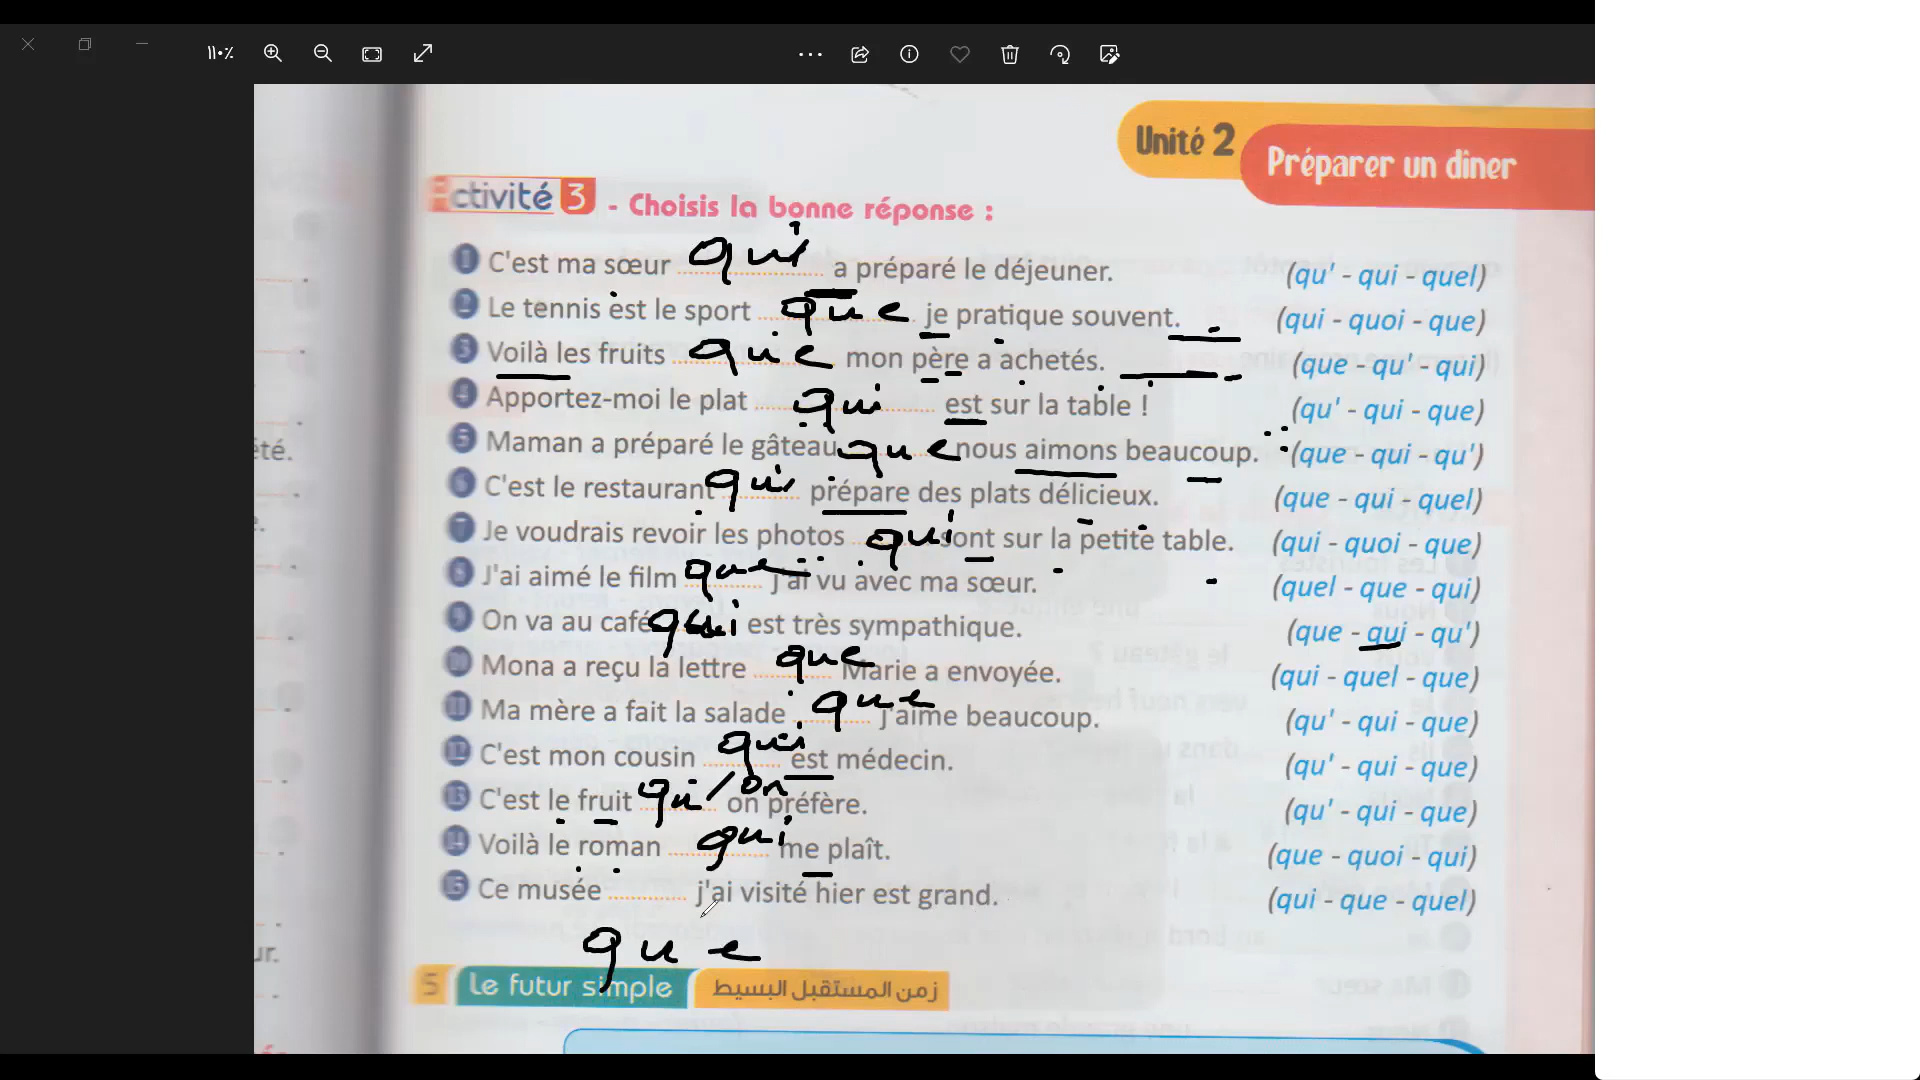 ١١٠٪
Unité 2
Préparer un dîner
ctivité 3 - Choisis la bonne réponse :
1 C'est ma sœur qui a préparé le déjeuner. (qu' - qui - quel)
2 Le tennis est le sport que je pratique souvent. (qui - quoi - que)
3 Voilà les fruits que mon père a achetés. (que - qu' - qui)
4 Apportez-moi le plat qui est sur la table ! (qu' - qui - que)
5 Maman a préparé le gâteau que nous aimons beaucoup. (que - qui - qu')
6 C'est le restaurant qui prépare des plats délicieux. (que - qui - quel)
7 Je voudrais revoir les photos qui sont sur la petite table. (qui - quoi - que)
8 J'ai aimé le film que j'ai vu avec ma sœur. (quel - que - qui)
9 On va au café qui est très sympathique. (que - qui - qu')
10 Mona a reçu la lettre que Marie a envoyée. (qui - quel - que)
11 Ma mère a fait la salade que j'aime beaucoup. (qu' - qui - que)
12 C'est mon cousin qui est médecin. (qu' - qui - que)
13 C'est le fruit qu'/on on préfère. (qu' - qui - que)
14 Voilà le roman qui me plaît. (que - quoi - qui)
15 Ce musée j'ai visité hier est grand. (qui - que - quel)
que
5 Le futur simple زمن المستقبل البسيط
été.
e.
ur.